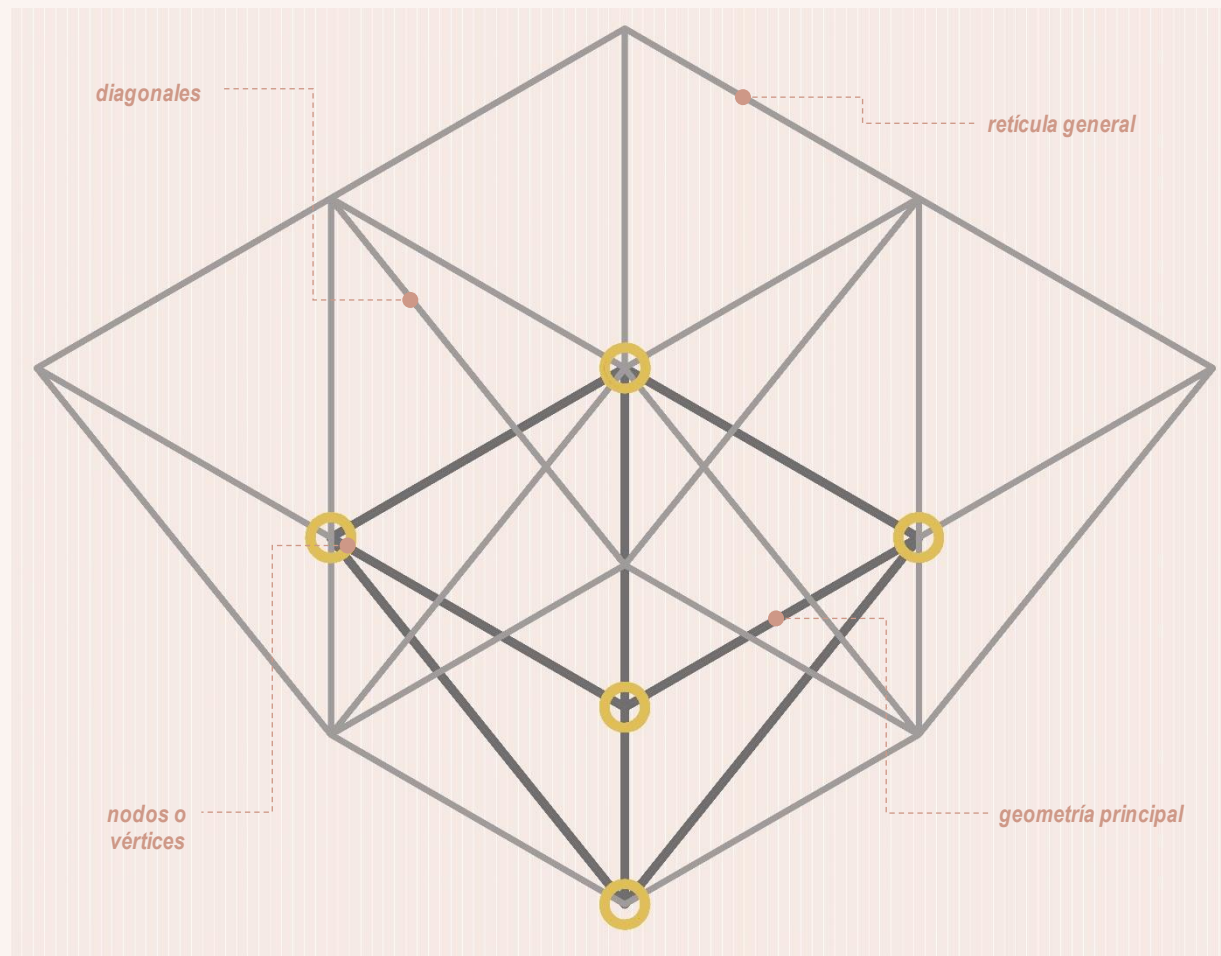 diagonales
retícula general
nodos o
vértices
geometría principal